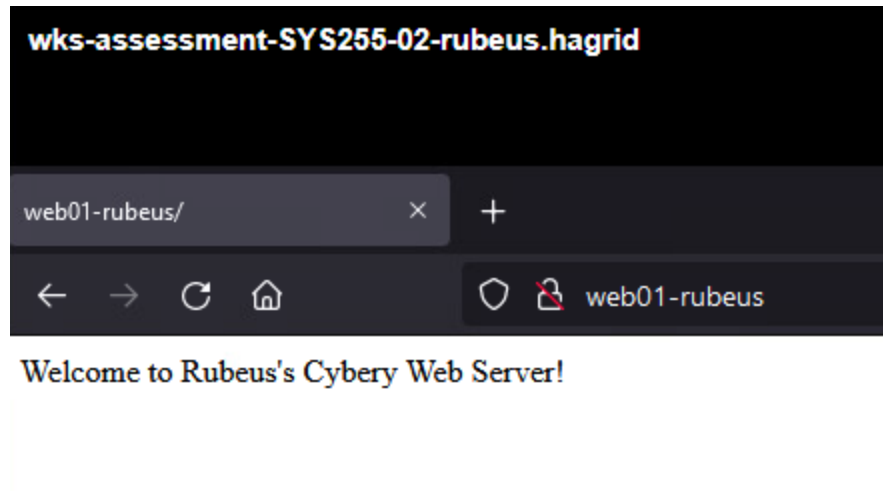 wks-assessment-SYS255-02-rubeus.hagrid
web01-rubeus/
web01-rubeus
Welcome to Rubeus's Cybery Web Server!